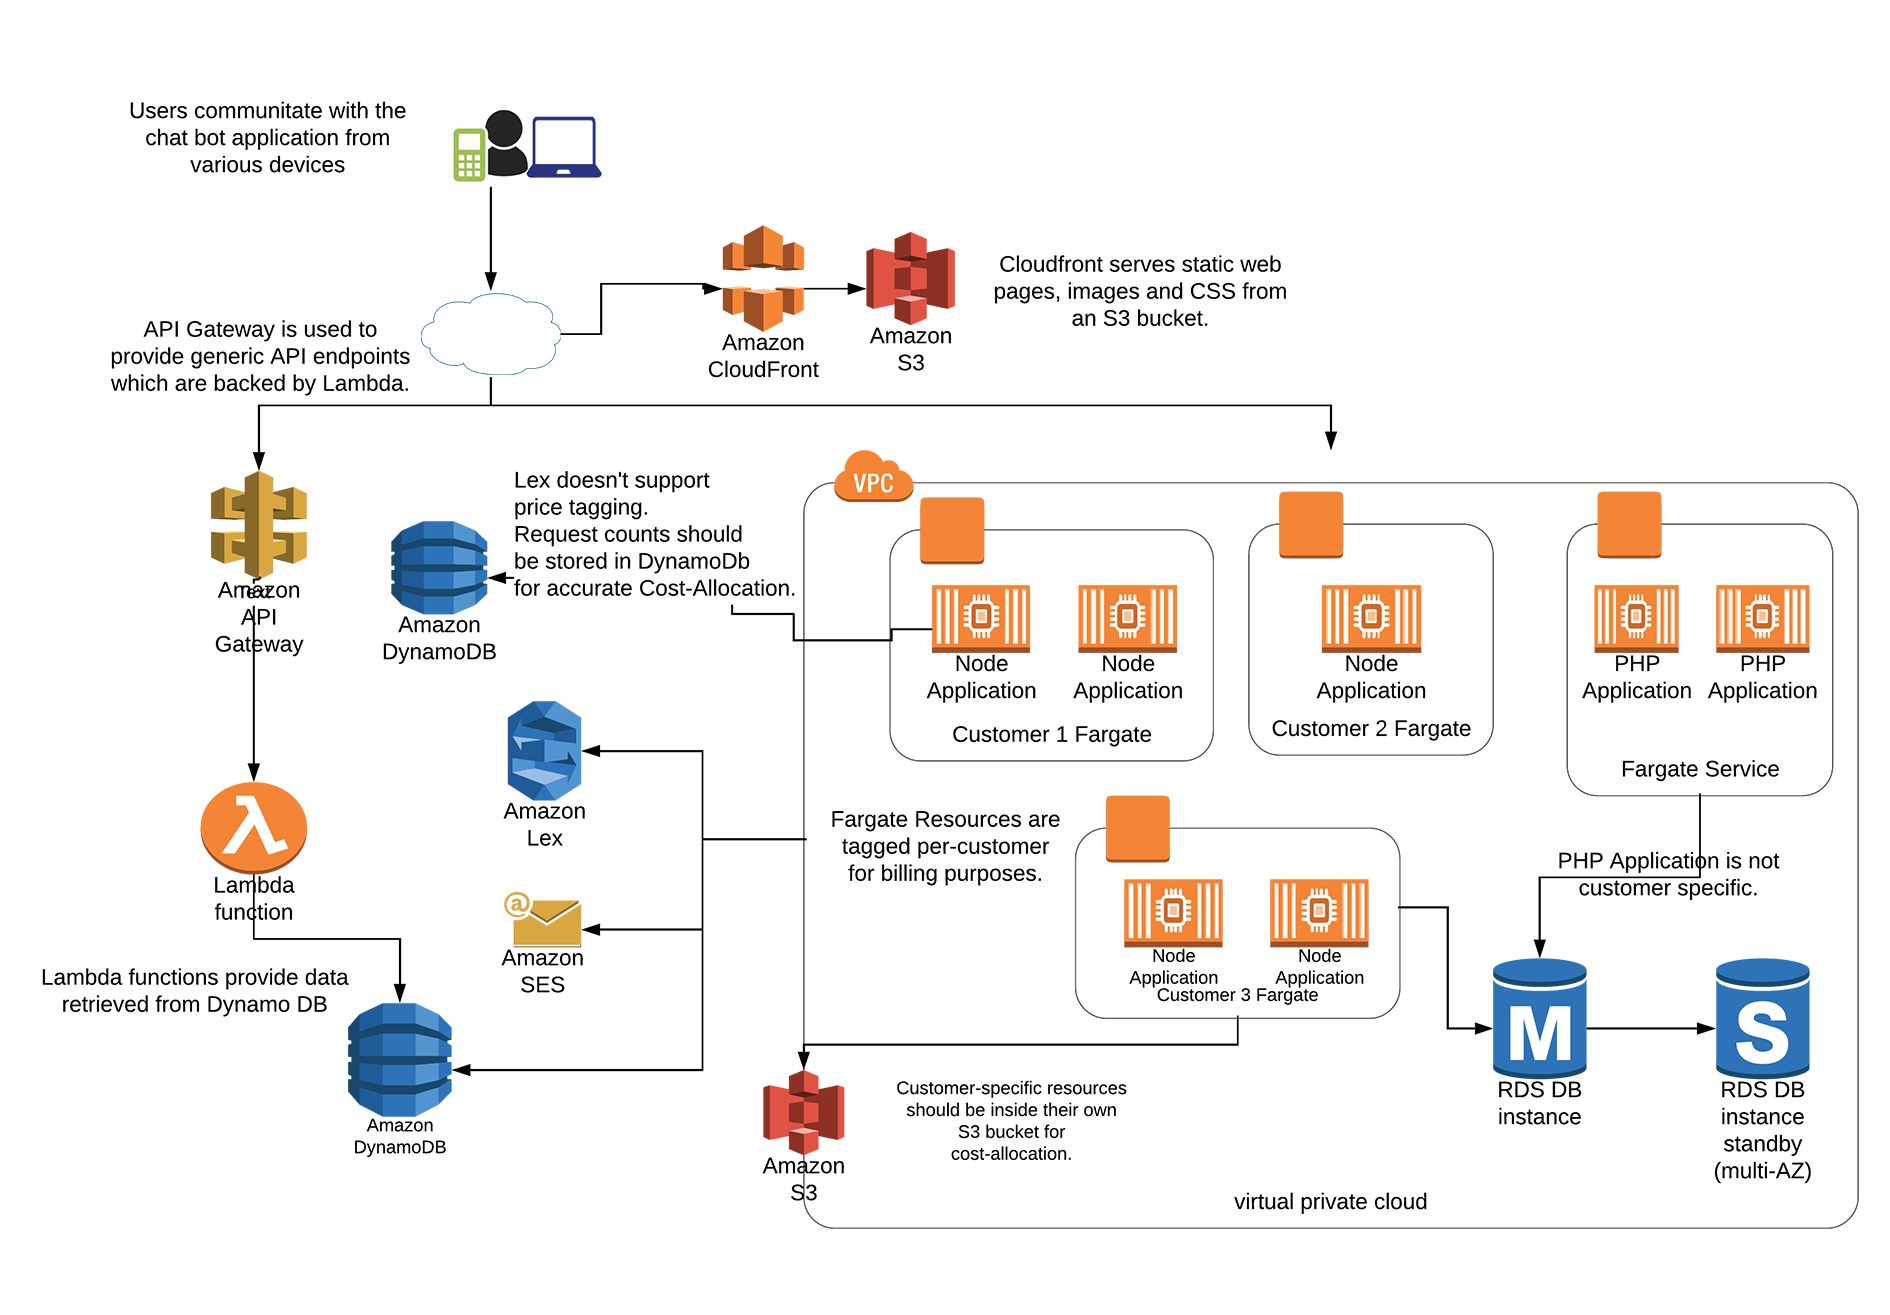 Users communitate with the
chat bot application from
various devices
Cloudfront serves static web
pages, images and CSS from
an S3 bucket.
Amazon
CloudFront
Amazon
S3
API Gateway is used to
provide generic API endpoints
which are backed by Lambda.
Amazon
API
Gateway
Lex doesn't support
price tagging.
Request counts should
be stored in DynamoDb
for accurate Cost-Allocation.
Amazon
DynamoDB
VPC
Node
Application
Node
Application
Customer 1 Fargate
Node
Application
Customer 2 Fargate
PHP
Application
PHP
Application
Fargate Service
Amazon
Lex
Lambda
function
Fargate Resources are
tagged per-customer
for billing purposes.
PHP Application is not
customer specific.
@
Amazon
SES
Node
Application
Node
Application
Customer 3 Fargate
Lambda functions provide data
retrieved from Dynamo DB
Amazon
DynamoDB
M
RDS DB
instance
S
RDS DB
instance
standby
(multi-AZ)
Customer-specific resources
should be inside their own
S3 bucket for
cost-allocation.
Amazon
S3
virtual private cloud